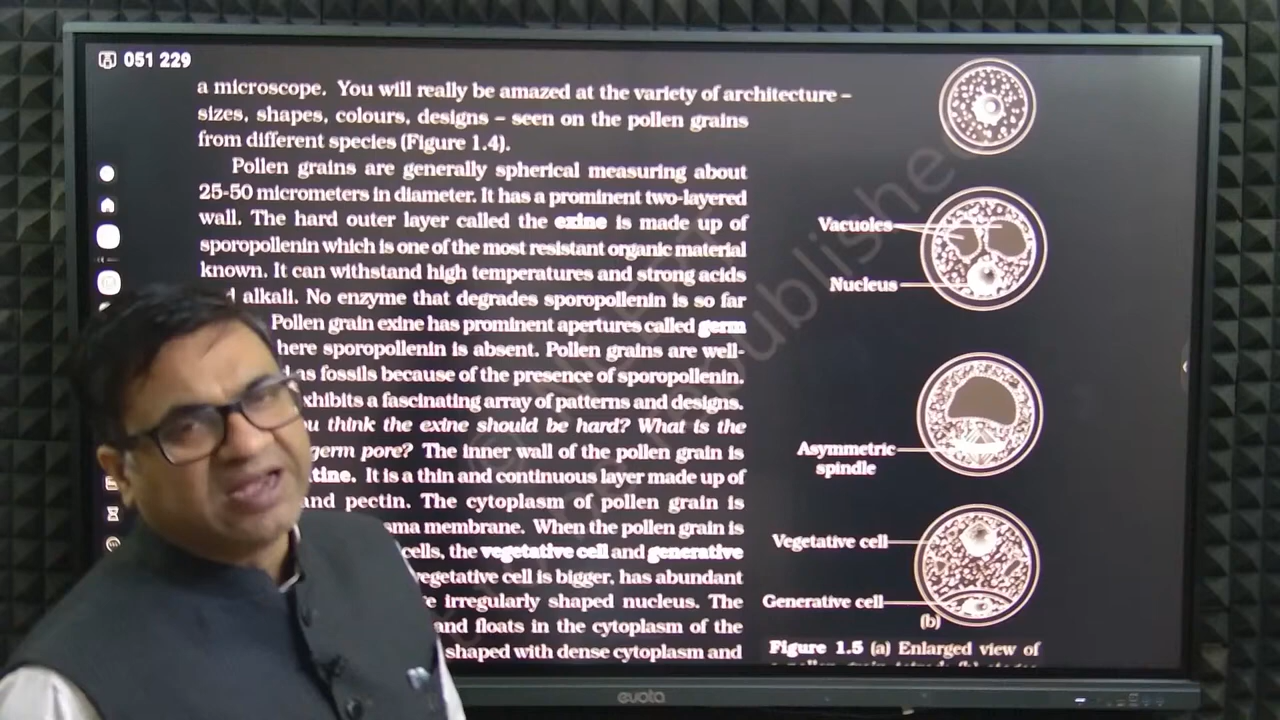 051 229
a microscope. You will really be amazed at the variety of architecture –
sizes, shapes, colours, designs – seen on the pollen grains
from different species (Figure 1.4).
Pollen grains are generally spherical measuring about
25-50 micrometers in diameter. It has a prominent two-layered
wall. The hard outer layer called the exine is made up of
sporopollenin which is one of the most resistant organic material
known. It can withstand high temperatures and strong acids
alkali. No enzyme that degrades sporopollenin is so far
Pollen grain exine has prominent apertures called germ
here sporopollenin is absent. Pollen grains are well-
as fossils because of the presence of sporopollenin.
xhibits a fascinating array of patterns and designs.
u think the exine should be hard? What is the
germ pore? The inner wall of the pollen grain is
tine. It is a thin and continuous layer made up of
and pectin. The cytoplasm of pollen grain is
sma membrane. When the pollen grain is
cells, the vegetative cell and generative
vegetative cell is bigger, has abundant
irregularly shaped nucleus. The
and floats in the cytoplasm of the
shaped with dense cytoplasm and
Vacuoles
Nucleus
Asymmetric
spindle
Vegetative cell
Generative cell
(b)
Figure 1.5 (a) Enlarged view of
evota